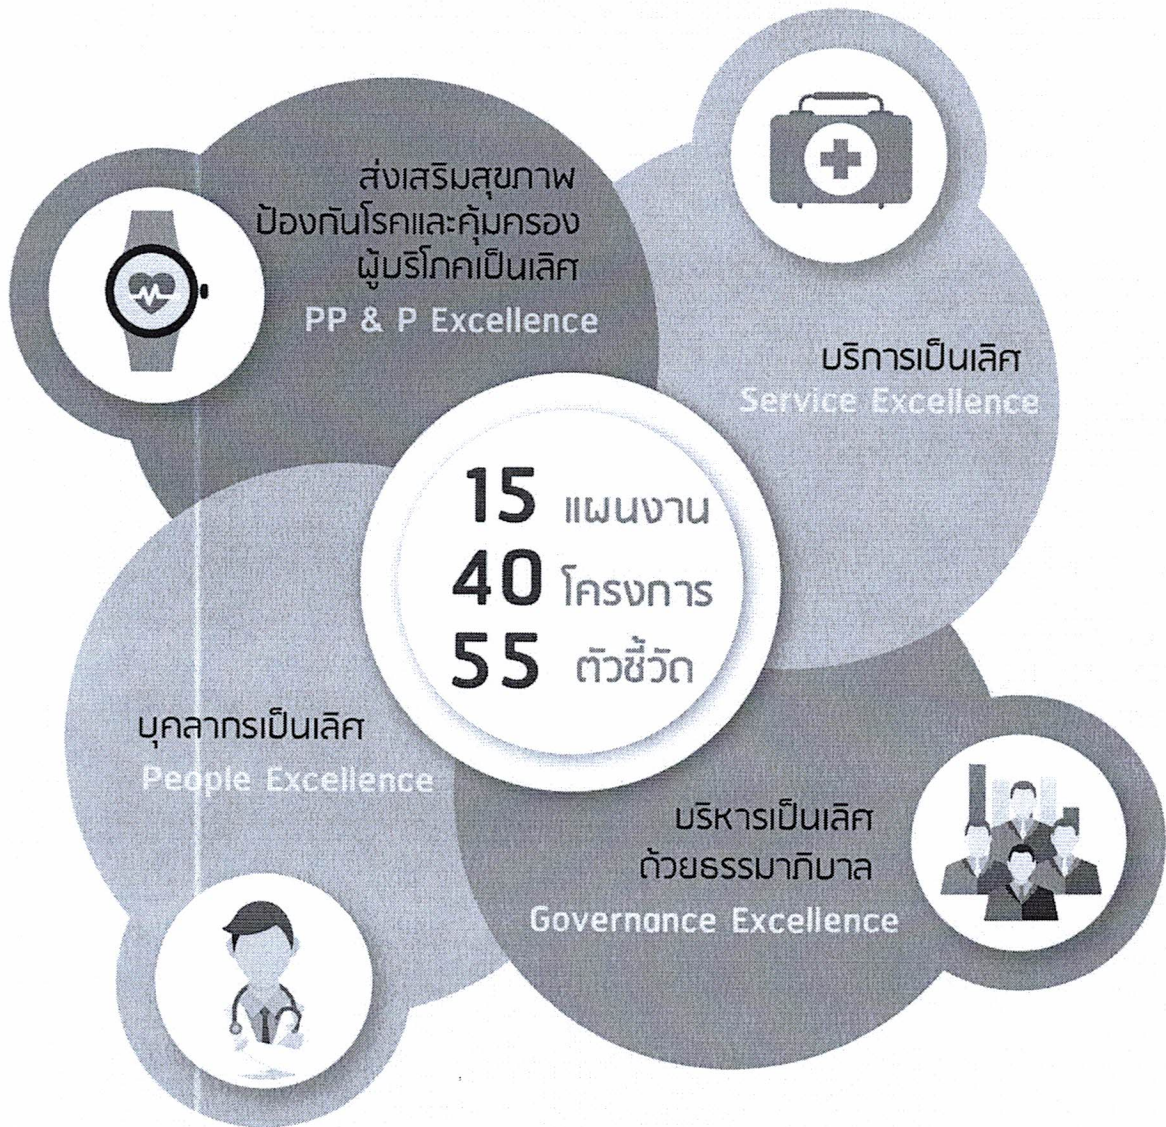 ส่งเสริมสุขภาพ
ป้องกันโรคและคุ้มครอง
ผู้บริโภคเป็นเลิศ
PP & P Excellence
บริการเป็นเลิศ
Service Excellence
15 แผนงาน
40 โครงการ
55 ตัวชี้วัด
บุคลากรเป็นเลิศ
People Excellence
บริหารเป็นเลิศ
ด้วยธรรมาภิบาล
Governance Excellence